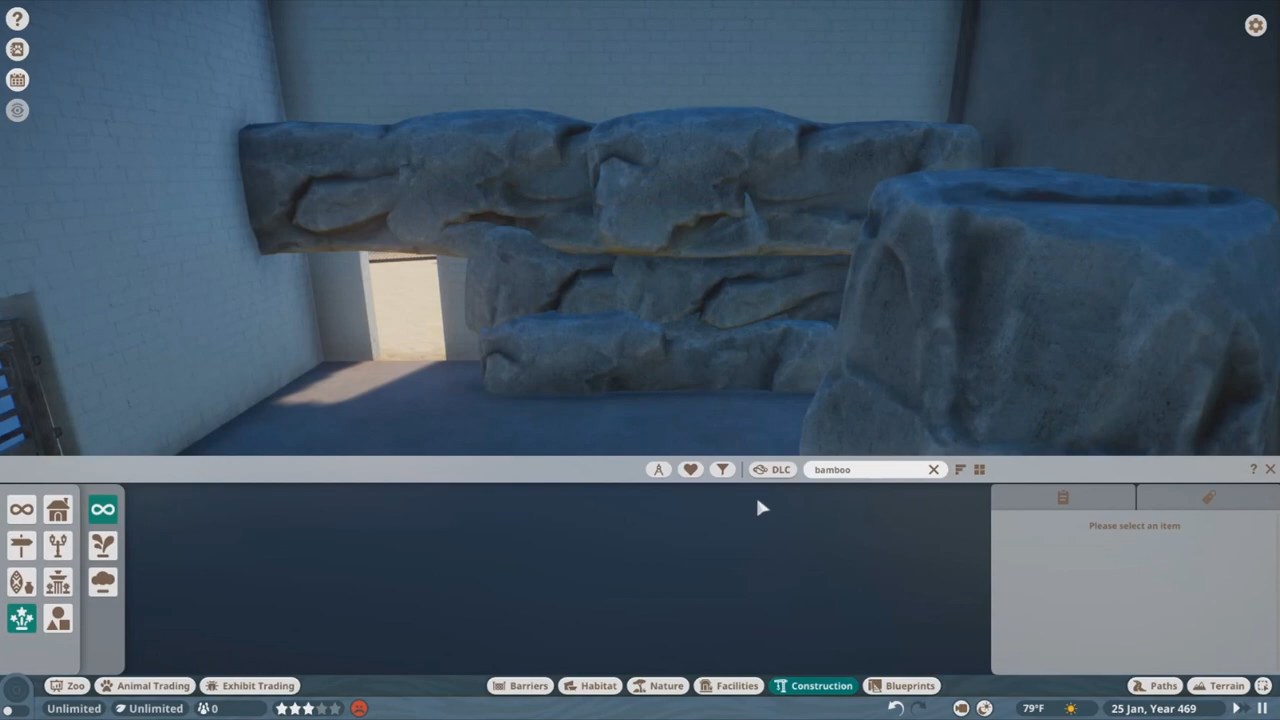 DLC
bamboo
Please select an item
Zoo
Animal Trading
Exhibit Trading
Barriers
Habitat
Nature
Facilities
Construction
Blueprints
Paths
Terrain
Unlimited
Unlimited
0
79°F
25 Jan, Year 469